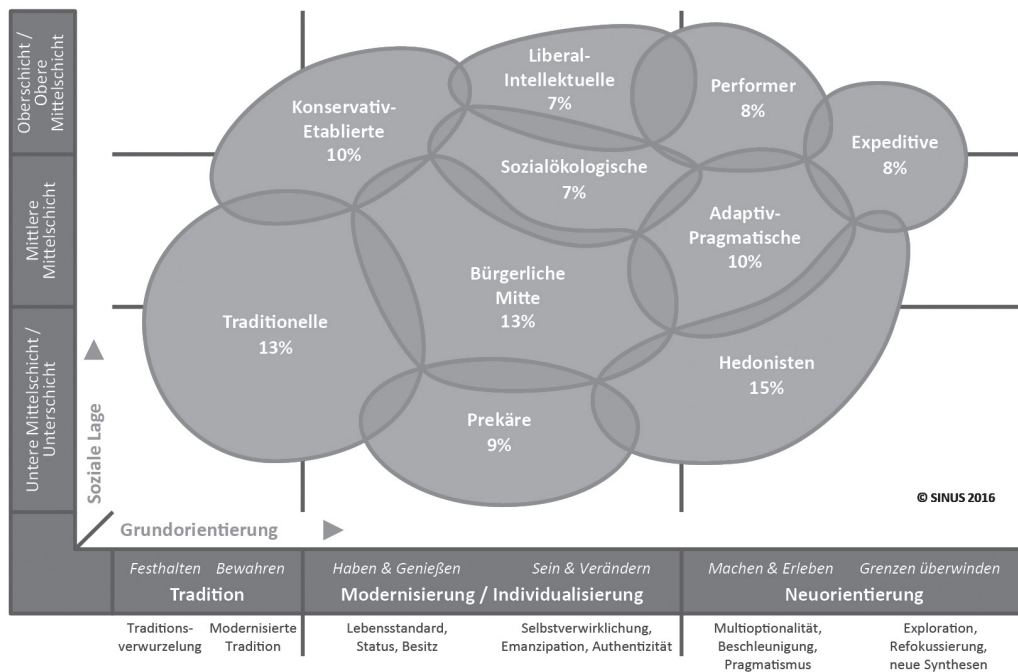 Oberschicht /
Obere
Mittelschicht
Mittlere
Mittelschicht
Untere Mittelschicht /
Unterschicht
Soziale Lage
Konservativ-
Etablierte
10%
Liberal-
Intellektuelle
7%
Performer
8%
Expeditive
8%
Sozialökologische
7%
Adaptiv-
Pragmatische
10%
Bürgerliche
Mitte
13%
Traditionelle
13%
Hedonisten
15%
Prekäre
9%
© SINUS 2016
Grundorientierung
Festhalten Bewahren
Tradition
Haben & Genießen Sein & Verändern
Modernisierung / Individualisierung
Machen & Erleben Grenzen überwinden
Neuorientierung
Traditions-
verwurzelung
Modernisierte
Tradition
Lebensstandard,
Status, Besitz
Selbstverwirklichung,
Emanzipation, Authentizität
Multioptionalität,
Beschleunigung,
Pragmatismus
Exploration,
Refokussierung,
neue Synthesen